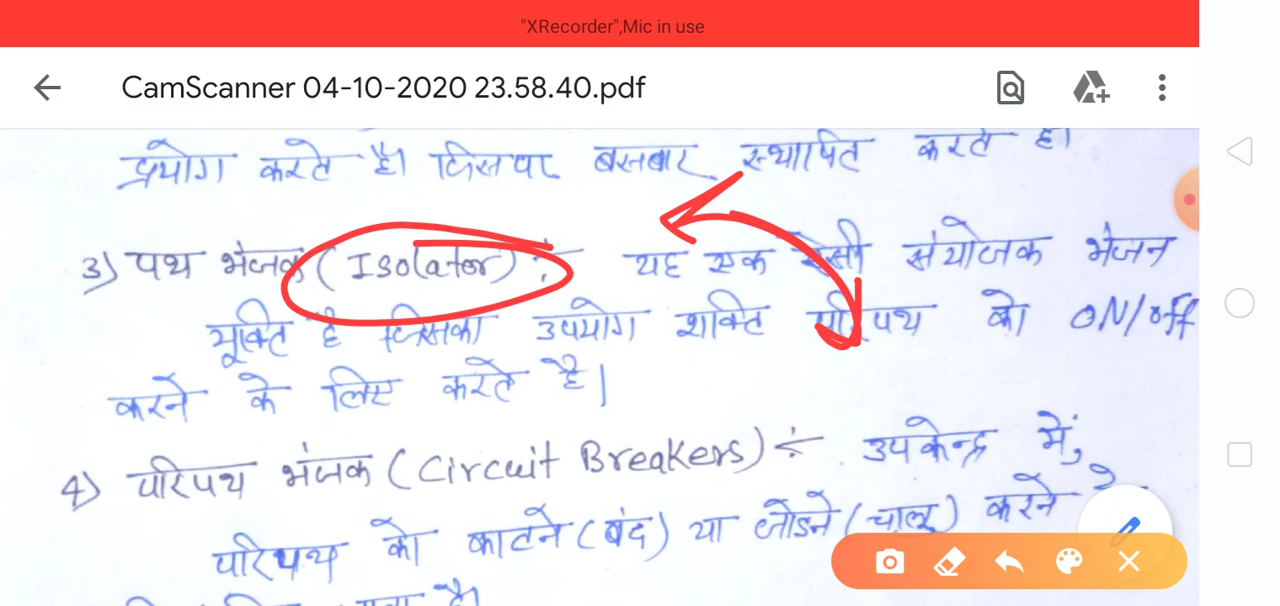 "XRecorder",Mic in use
CamScanner 04-10-2020 23.58.40.pdf
प्रयोग करते है। जिसपर बसबार स्थापित करते है।
3) पथ भंजक (Isolator) ÷ यह एक ऐसी संयोजक भंजन
युक्ति है जिसका उपयोग शक्ति परिपथ को ON/off
करने के लिए करते है।
4) परिपथ भंजक (Circuit Breakers) ÷ उपकेन्द्र में,
परिपथ को काटने (बंद) या जोडने (चालू) करने
है।